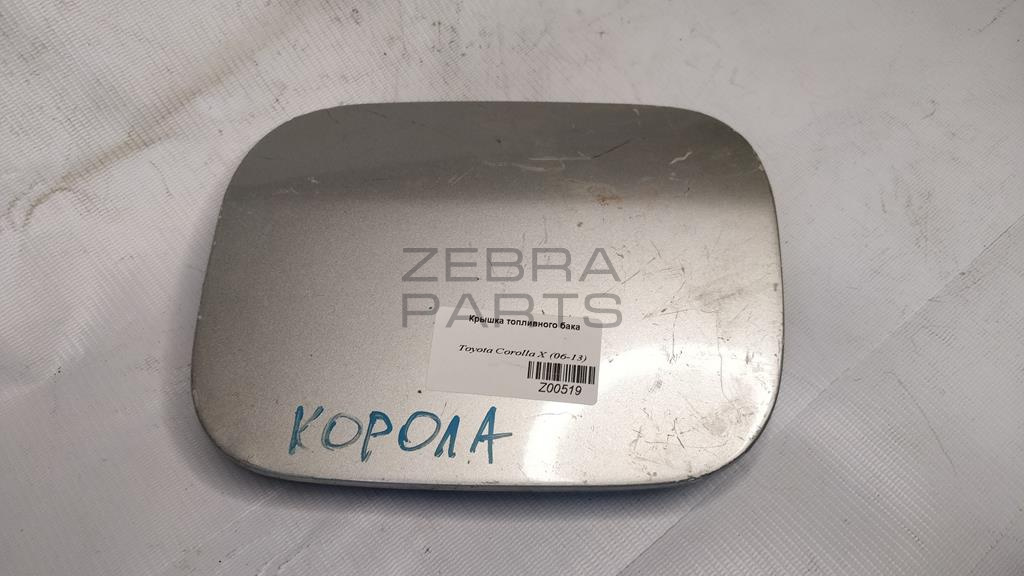 ZEBRA
PARTS
Крышка топливного бака
Toyota Corolla X (06-13)
Z00519
КОРОЛА